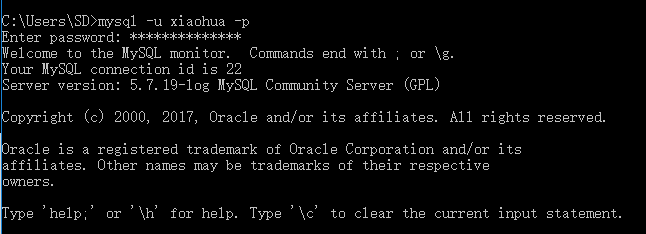 C:\Users\SD>mysql -u xiaohua -p
Enter password: **************
Welcome to the MySQL monitor.  Commands end with ; or \g.
Your MySQL connection id is 22
Server version: 5.7.19-log MySQL Community Server (GPL)
Copyright (c) 2000, 2017, Oracle and/or its affiliates. All rights reserved.
Oracle is a registered trademark of Oracle Corporation and/or its
affiliates. Other names may be trademarks of their respective
owners.
Type 'help;' or '\h' for help. Type '\c' to clear the current input statement.